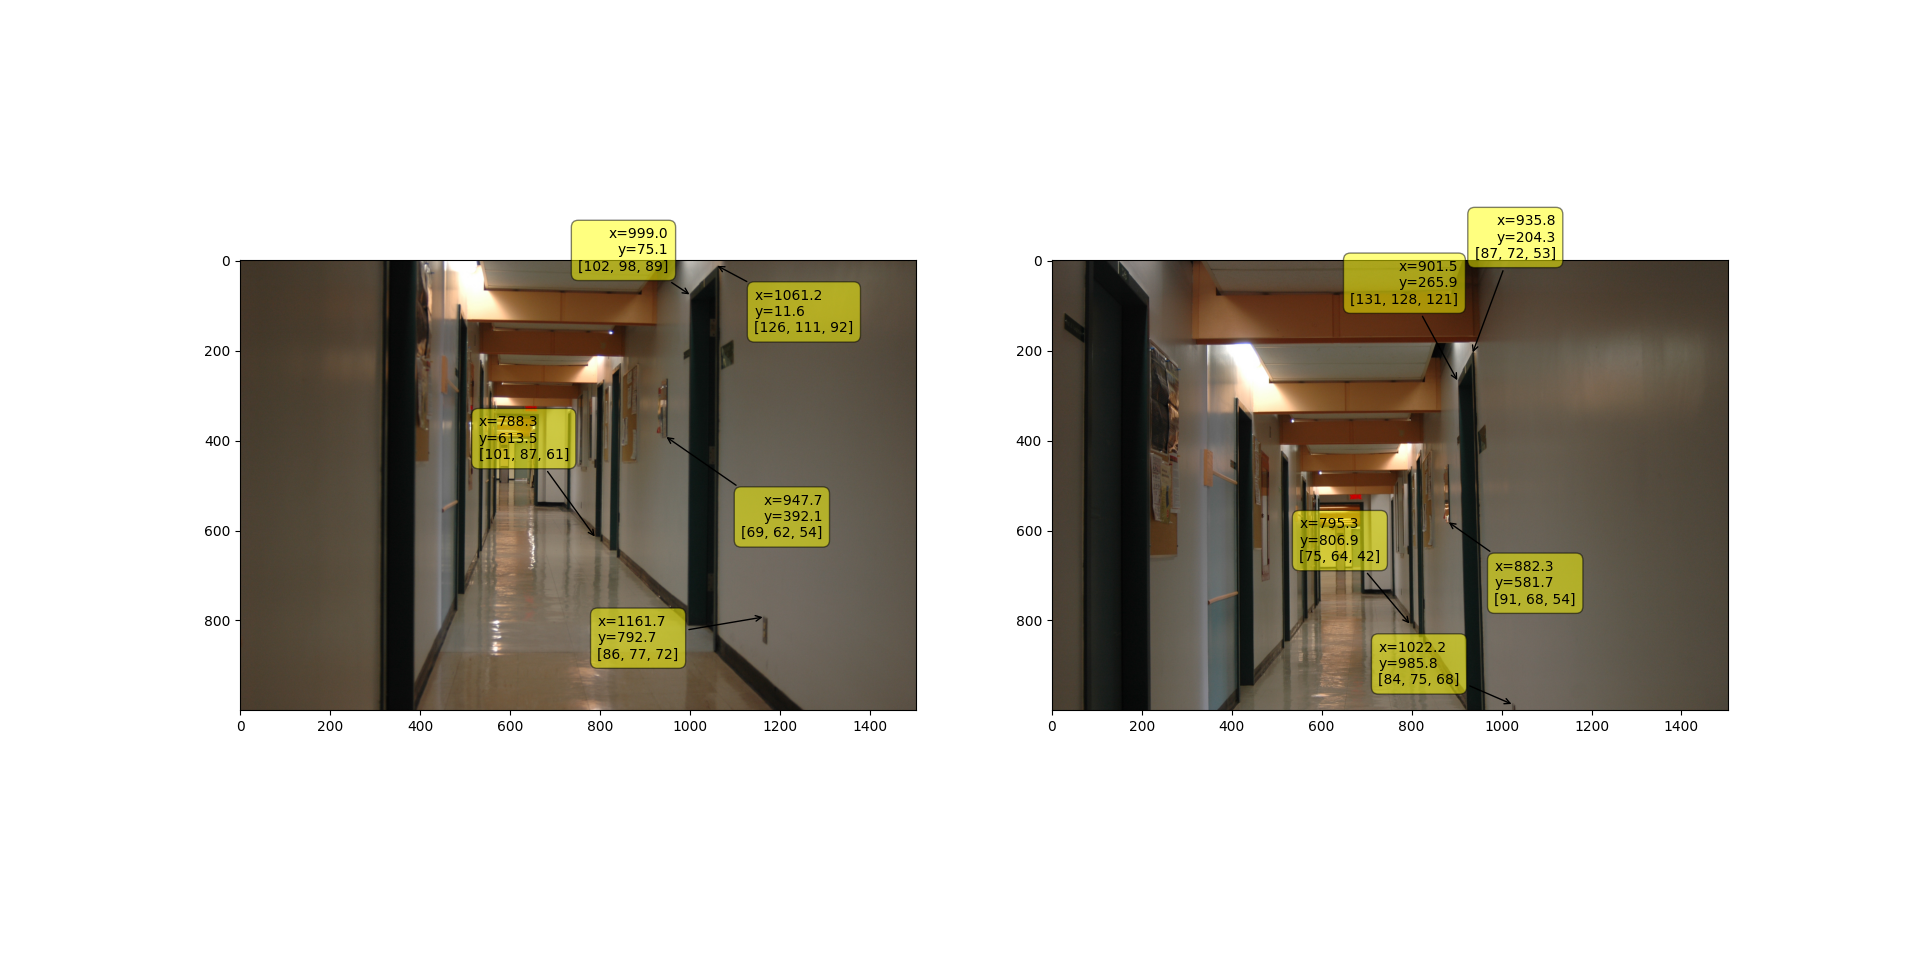 x=999.0
y=75.1
[102, 98, 89]
x=1061.2
y=11.6
[126, 111, 92]
x=788.3
y=613.5
[101, 87, 61]
x=947.7
y=392.1
[69, 62, 54]
x=1161.7
y=792.7
[86, 77, 72]
0
200
400
600
800
0
200
400
600
800
1000
1200
1400
x=935.8
y=204.3
[87, 72, 53]
x=901.5
y=265.9
[131, 128, 121]
x=795.3
y=806.9
[75, 64, 42]
x=882.3
y=581.7
[91, 68, 54]
x=1022.2
y=985.8
[84, 75, 68]
0
200
400
600
800
0
200
400
600
800
1000
1200
1400